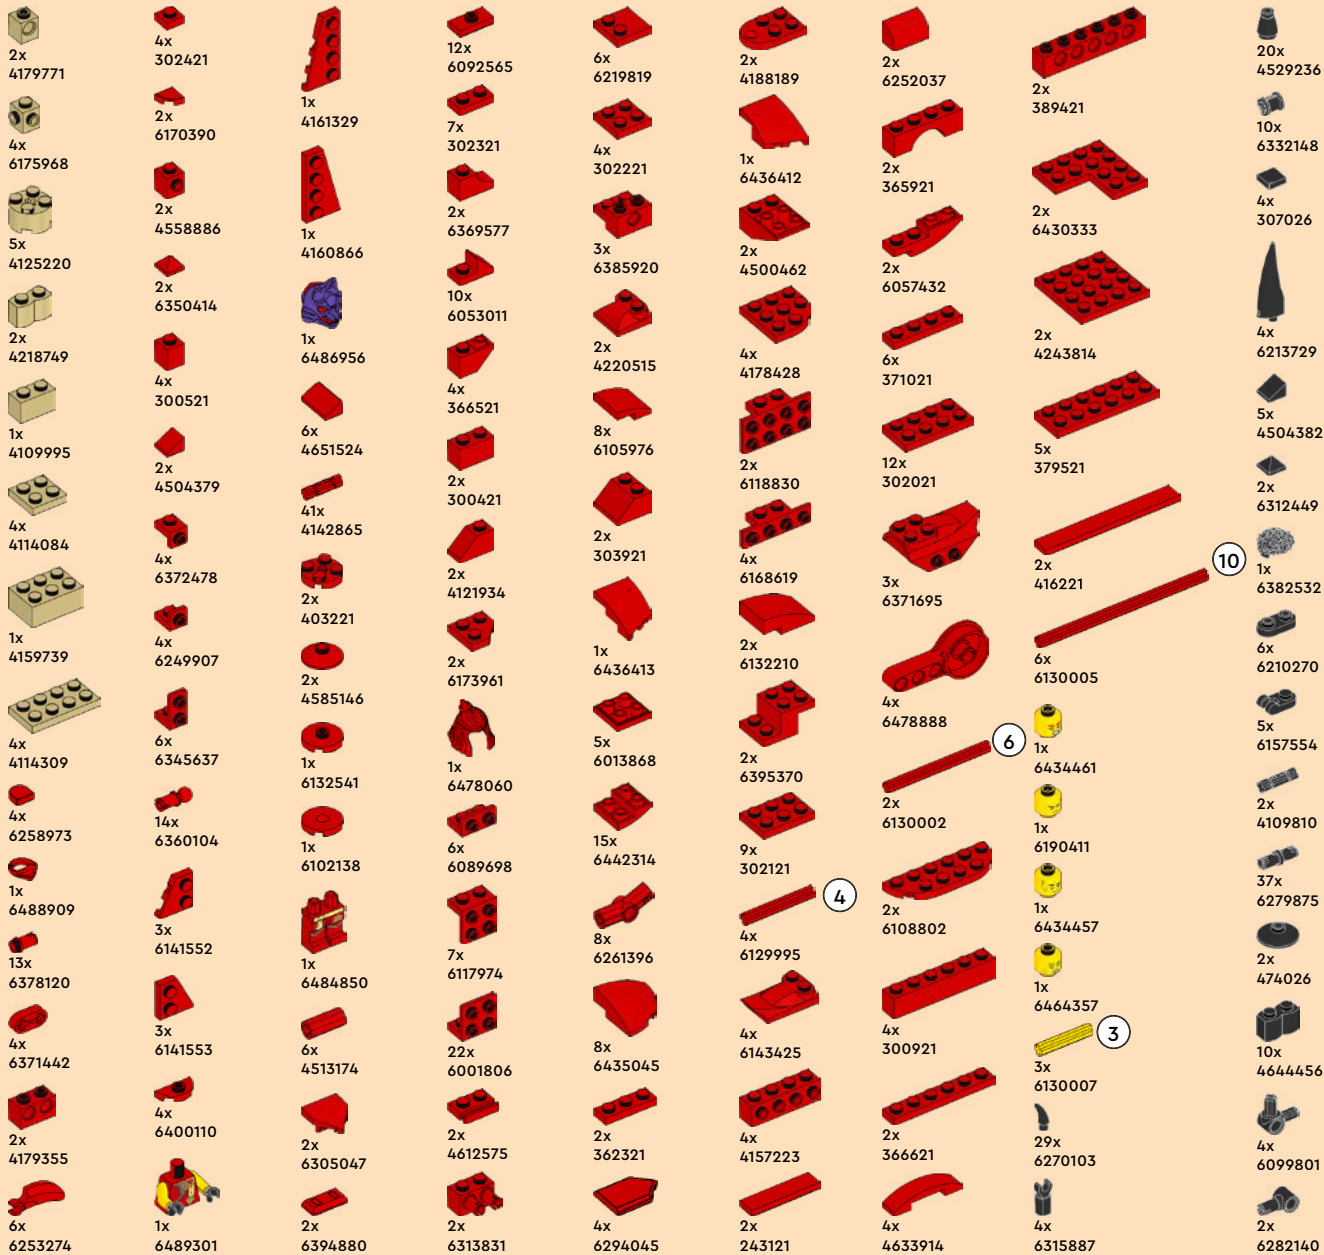 2x
4179771
4x
6175968
5x
4125220
2x
4218749
1x
4109995
4x
4114084
1x
4159739
4x
4114309
4x
6258973
1x
6488909
13x
6378120
4x
6371442
2x
4179355
6x
6253274
4x
302421
2x
6170390
2x
4558886
2x
6350414
4x
300521
2x
4504379
4x
6372478
4x
6249907
6x
6345637
14x
6360104
3x
6141552
3x
6141553
4x
6400110
1x
6489301
1x
4161329
1x
4160866
1x
6486956
6x
4651524
41x
4142865
2x
403221
2x
4585146
1x
6132541
1x
6102138
1x
6484850
6x
4513174
2x
6305047
2x
6394880
12x
6092565
7x
302321
2x
6369577
10x
6053011
4x
366521
2x
300421
2x
4121934
2x
6173961
1x
6478060
6x
6089698
7x
6117974
22x
6001806
2x
4612575
2x
6313831
6x
6219819
4x
302221
3x
6385920
2x
4220515
8x
6105976
2x
303921
1x
6436413
5x
6013868
15x
6442314
8x
6261396
8x
6435045
2x
362321
4x
6294045
2x
4188189
1x
6436412
2x
4500462
4x
4178428
2x
6118830
4x
6168619
2x
6132210
2x
6395370
9x
302121
4
4x
6129995
4x
6143425
4x
4157223
2x
243121
2x
6252037
2x
365921
2x
6057432
6x
371021
12x
302021
3x
6371695
4x
6478888
6
2x
6130002
2x
6108802
4x
300921
2x
366621
4x
4633914
2x
389421
2x
6430333
2x
4243814
5x
379521
2x
416221
10
6x
6130005
1x
6434461
1x
6190411
1x
6434457
1x
6464357
3
3x
6130007
29x
6270103
4x
6315887
20x
4529236
10x
6332148
4x
307026
4x
6213729
5x
4504382
2x
6312449
1x
6382532
6x
6210270
5x
6157554
2x
4109810
37x
6279875
2x
474026
10x
4644456
4x
6099801
2x
6282140